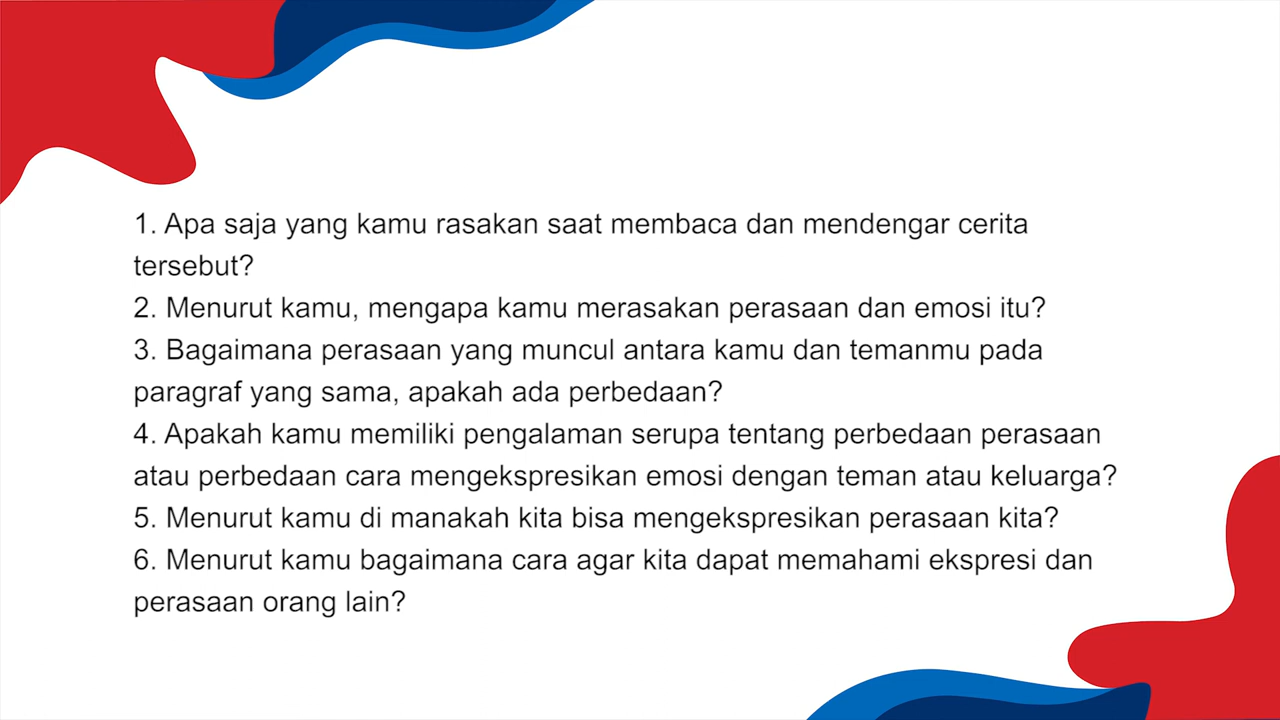 1. Apa saja yang kamu rasakan saat membaca dan mendengar cerita
tersebut?
2. Menurut kamu, mengapa kamu merasakan perasaan dan emosi itu?
3. Bagaimana perasaan yang muncul antara kamu dan temanmu pada
paragraf yang sama, apakah ada perbedaan?
4. Apakah kamu memiliki pengalaman serupa tentang perbedaan perasaan
atau perbedaan cara mengekspresikan emosi dengan teman atau keluarga?
5. Menurut kamu di manakah kita bisa mengekspresikan perasaan kita?
6. Menurut kamu bagaimana cara agar kita dapat memahami ekspresi dan
perasaan orang lain?